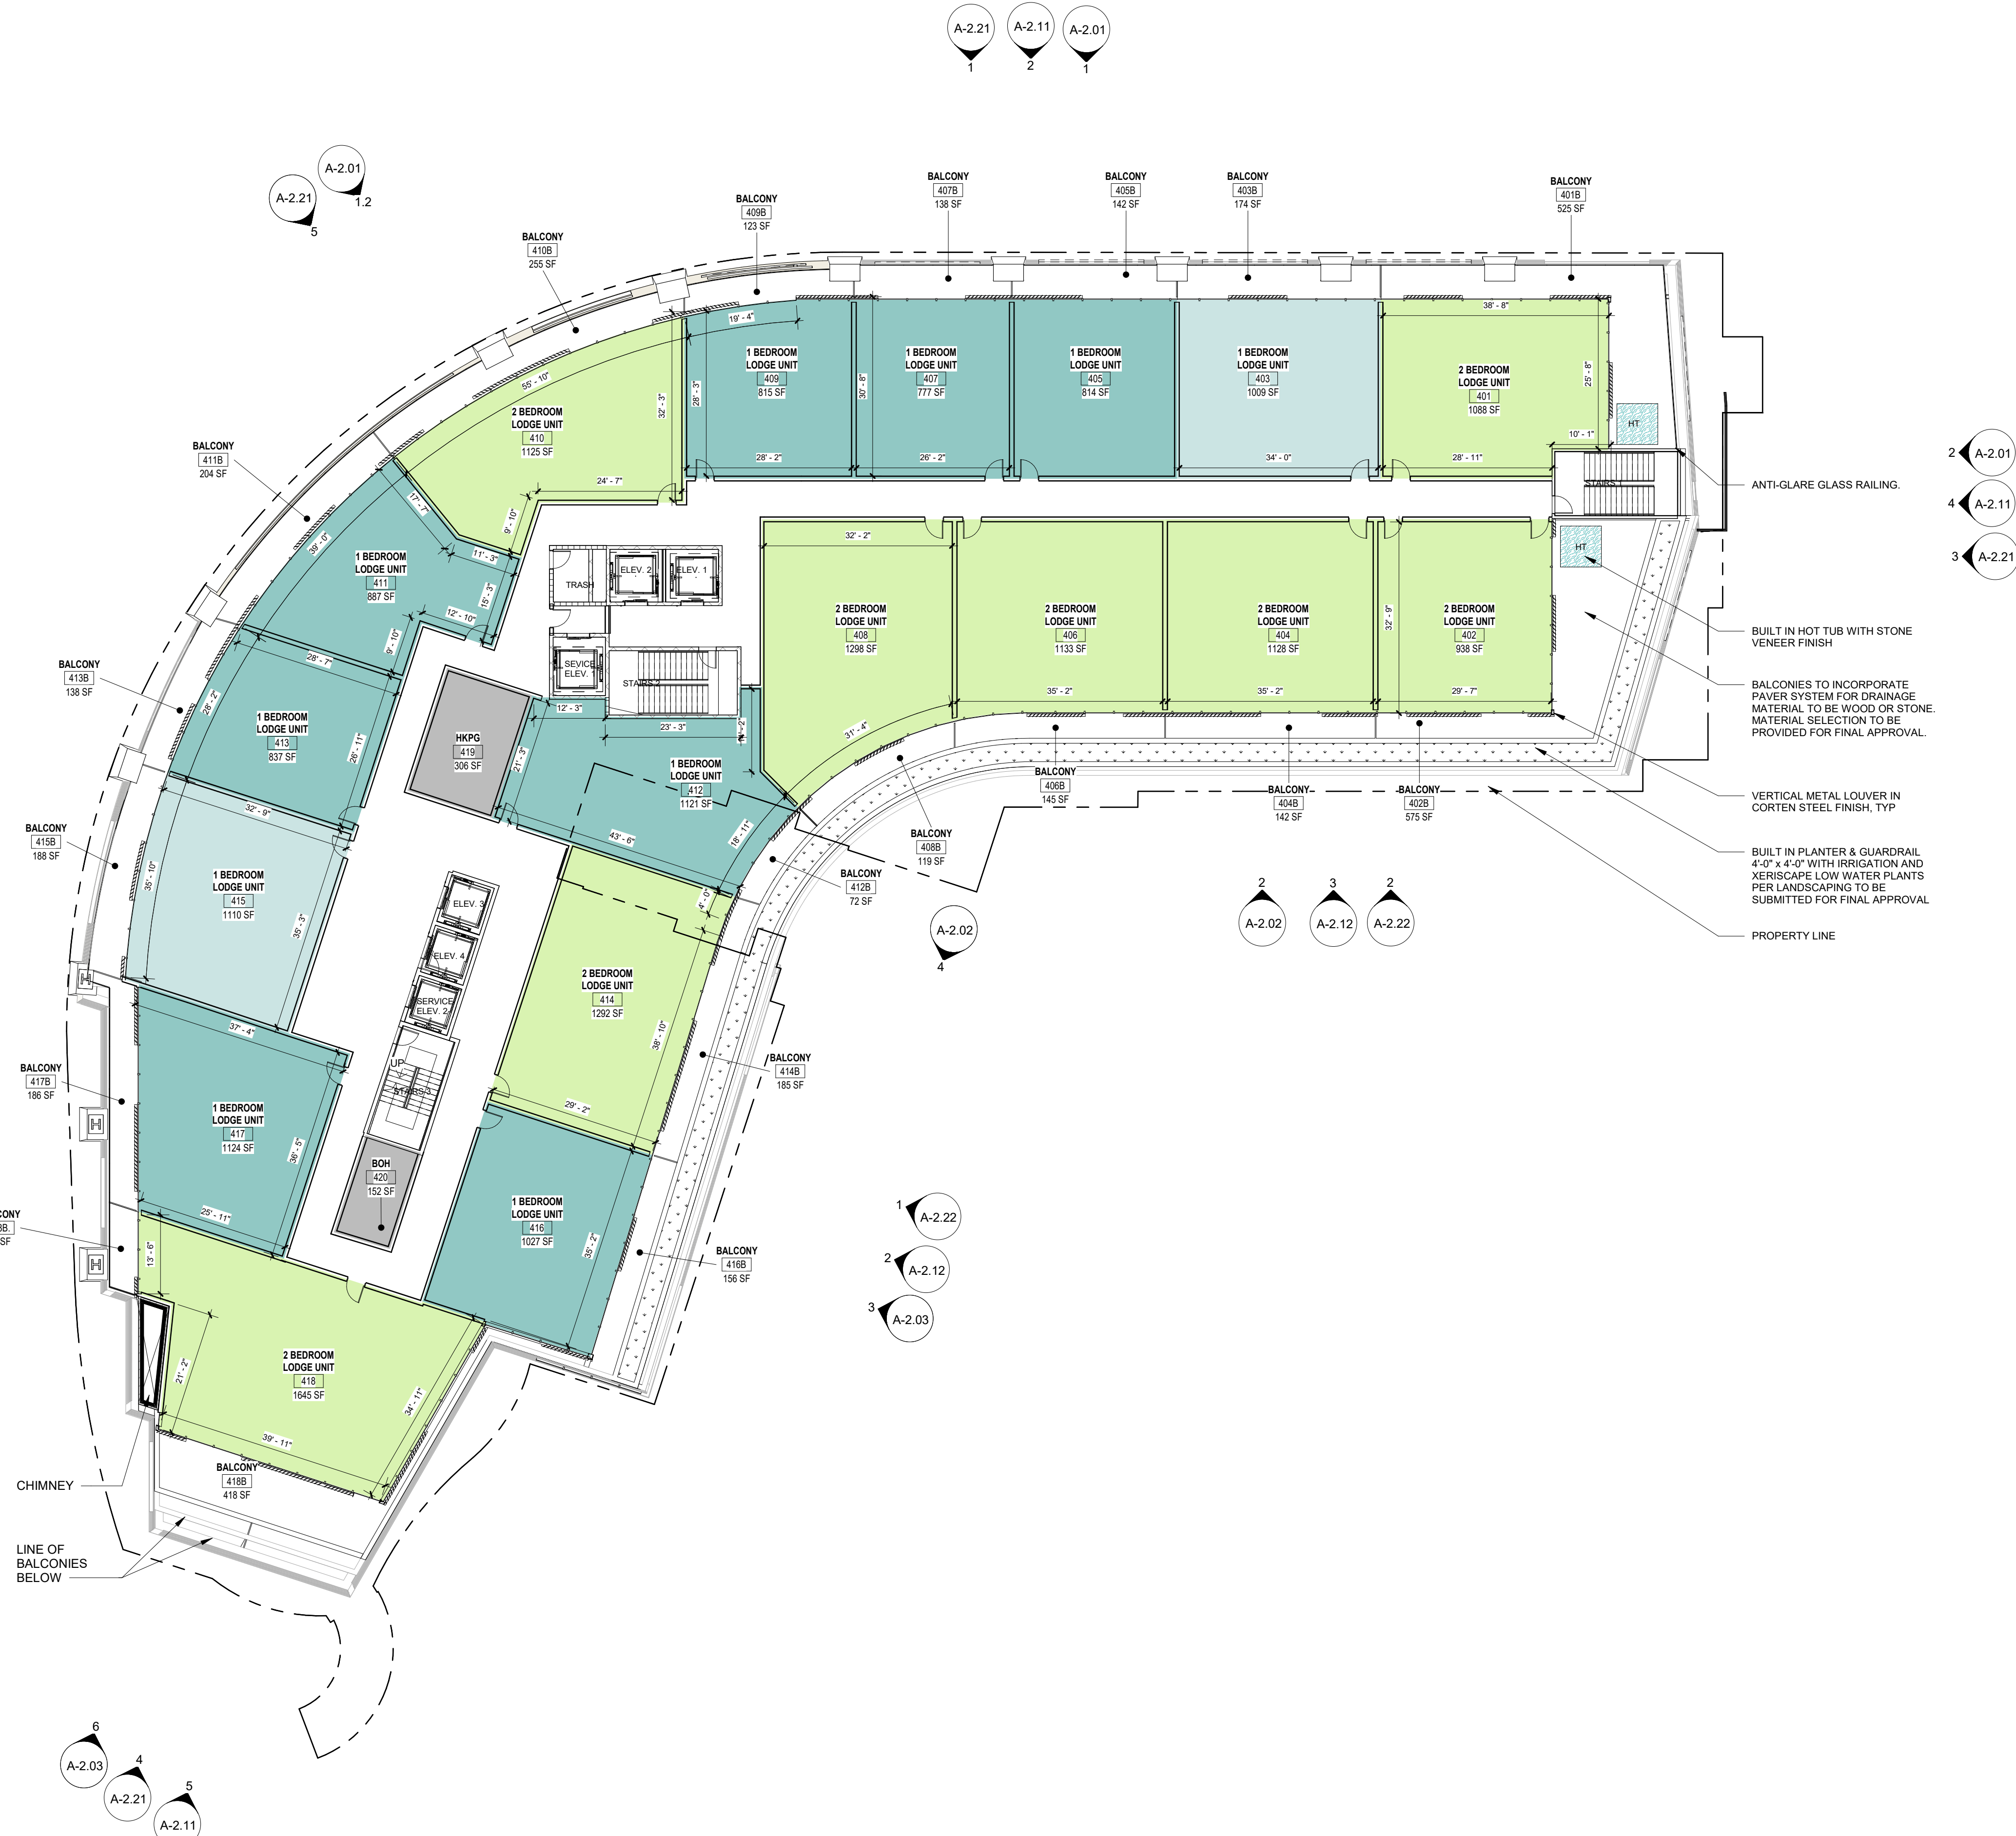 A-2.21
1
A-2.11
2
A-2.01
1
A-2.01
1.2
A-2.21
5
BALCONY
410B
255 SF
BALCONY
409B
123 SF
BALCONY
407B
138 SF
BALCONY
405B
142 SF
BALCONY
403B
174 SF
BALCONY
401B
525 SF
BALCONY
411B
204 SF
BALCONY
413B
138 SF
BALCONY
415B
188 SF
BALCONY
417B
186 SF
CONY
SF
2 BEDROOM
LODGE UNIT
410
1125 SF
55' - 10"
32' - 3"
24' - 7"
9' - 10"
1 BEDROOM
LODGE UNIT
409
815 SF
19' - 4"
28' - 3"
28' - 2"
1 BEDROOM
LODGE UNIT
407
777 SF
30' - 8"
26' - 2"
1 BEDROOM
LODGE UNIT
405
814 SF
1 BEDROOM
LODGE UNIT
403
1009 SF
34' - 0"
2 BEDROOM
LODGE UNIT
401
1088 SF
38' - 8"
25' - 8"
28' - 11"
10' - 1"
HT
STAIRS
HT
2
A-2.01
4
A-2.11
3
A-2.21
ANTI-GLARE GLASS RAILING.
BUILT IN HOT TUB WITH STONE
VENEER FINISH
BALCONIES TO INCORPORATE
PAVER SYSTEM FOR DRAINAGE
MATERIAL TO BE WOOD OR STONE.
MATERIAL SELECTION TO BE
PROVIDED FOR FINAL APPROVAL.
VERTICAL METAL LOUVER IN
CORTEN STEEL FINISH, TYP
BUILT IN PLANTER & GUARDRAIL
4'-0" x 4'-0" WITH IRRIGATION AND
XERISCAPE LOW WATER PLANTS
PER LANDSCAPING TO BE
SUBMITTED FOR FINAL APPROVAL
PROPERTY LINE
1 BEDROOM
LODGE UNIT
411
887 SF
39' - 0"
17' - 7"
11' - 3"
15' - 3"
12' - 10"
9' - 10"
TRASH
ELEV. 2
ELEV. 1
SEVICE
ELEV. 1
STAIRS 2
2 BEDROOM
LODGE UNIT
408
1298 SF
32' - 2"
31' - 4"
2 BEDROOM
LODGE UNIT
406
1133 SF
35' - 2"
2 BEDROOM
LODGE UNIT
404
1128 SF
35' - 2"
2 BEDROOM
LODGE UNIT
402
938 SF
32' - 9"
29' - 7"
1 BEDROOM
LODGE UNIT
413
837 SF
28' - 7"
28' - 2"
26' - 11"
HKPG
419
306 SF
1 BEDROOM
LODGE UNIT
412
1121 SF
12' - 3"
23' - 3"
21' - 3"
43' - 6"
18' - 11"
BALCONY
406B
145 SF
BALCONY
404B
142 SF
BALCONY
402B
575 SF
BALCONY
408B
119 SF
BALCONY
412B
72 SF
2
A-2.02
3
A-2.12
2
A-2.22
A-2.02
4
1 BEDROOM
LODGE UNIT
415
1110 SF
32' - 9"
35' - 10"
35' - 3"
ELEV. 3
ELEV. 4
SERVICE
ELEV. 2
UP
STAIRS 3
BOH
420
152 SF
2 BEDROOM
LODGE UNIT
414
1292 SF
4' - 0"
38' - 10"
29' - 2"
BALCONY
414B
185 SF
1 BEDROOM
LODGE UNIT
417
1124 SF
37' - 4"
36' - 5"
25' - 11"
1 BEDROOM
LODGE UNIT
416
1027 SF
35' - 2"
BALCONY
416B
156 SF
1
A-2.22
2
A-2.12
3
A-2.03
2 BEDROOM
LODGE UNIT
418
1645 SF
13' - 6"
21' - 2"
39' - 11"
34' - 11"
BALCONY
418B
418 SF
CHIMNEY
LINE OF
BALCONIES
BELOW
6
A-2.03
4
A-2.21
5
A-2.11